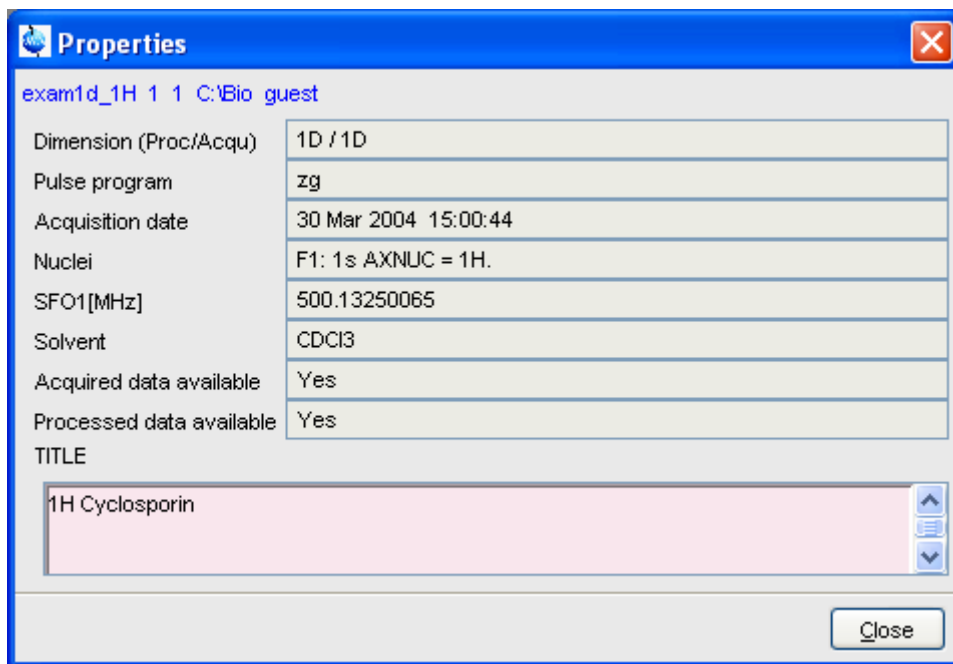 Properties
exam1d_1H 1 1 C:\Bio guest
Dimension (Proc/Acqu) 1D / 1D
Pulse program zg
Acquisition date 30 Mar 2004 15:00:44
Nuclei F1: 1s AXNUC = 1H.
SFO1[MHz] 500.13250065
Solvent CDCl3
Acquired data available Yes
Processed data available Yes
TITLE
1H Cyclosporin
Close